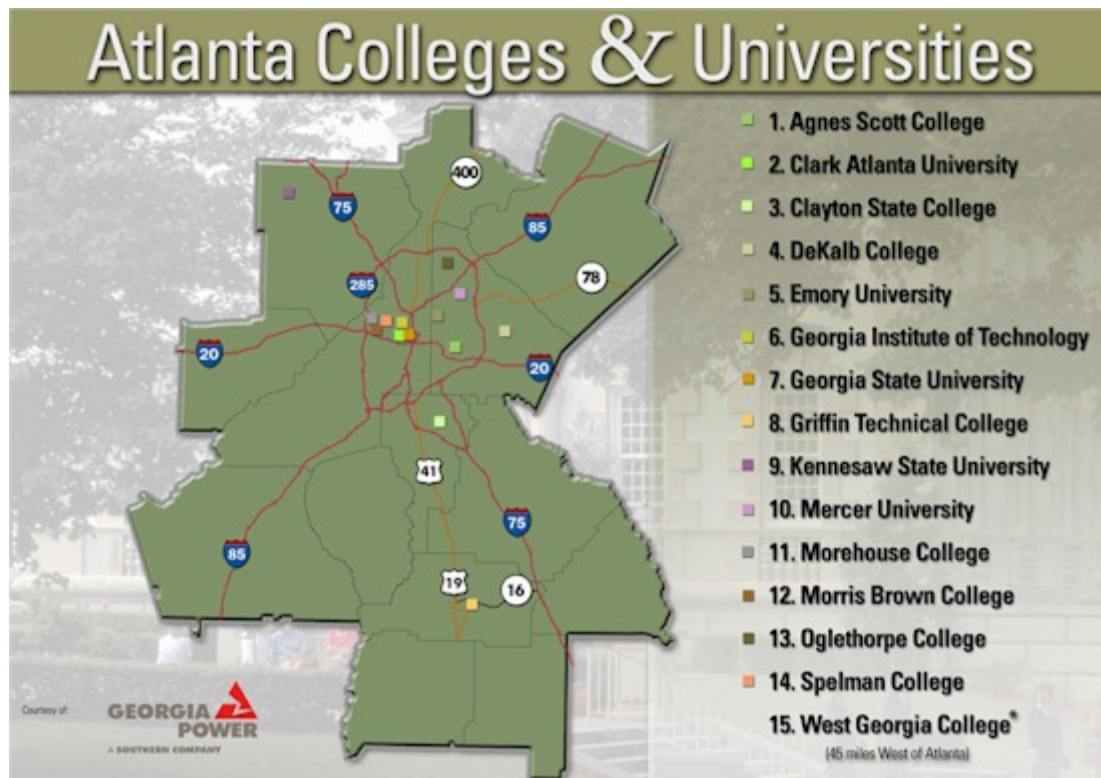 Atlanta Colleges & Universities
1. Agnes Scott College
2. Clark Atlanta University
3. Clayton State College
4. DeKalb College
5. Emory University
6. Georgia Institute of Technology
7. Georgia State University
8. Griffin Technical College
9. Kennesaw State University
10. Mercer University
11. Morehouse College
12. Morris Brown College
13. Oglethorpe College
14. Spelman College
15. West Georgia College*
(45 miles West of Atlanta)
400
75
85
285
78
20
20
41
75
85
19
16
Courtesy of:
GEORGIA
POWER
A SOUTHERN COMPANY